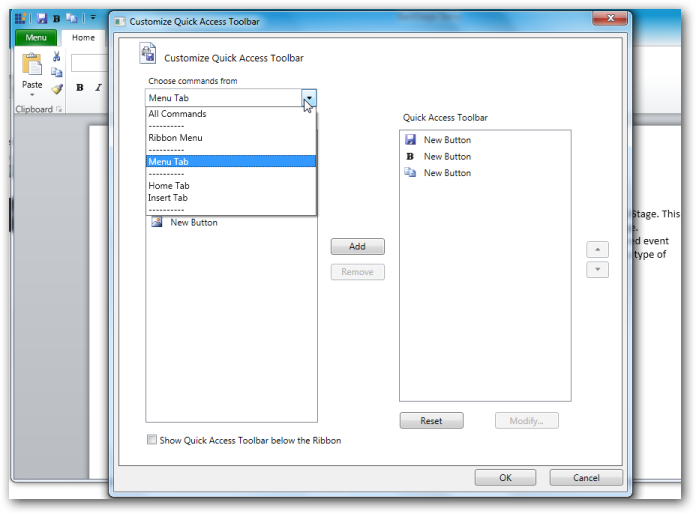 Customize Quick Access Toolbar
B
Menu
Home
Paste
B I
Clipboard
Customize Quick Access Toolbar
Choose commands from
Menu Tab
All Commands
----------
Ribbon Menu
----------
Menu Tab
----------
Home Tab
Insert Tab
----------
New Button
Quick Access Toolbar
New Button
B New Button
New Button
Add
Remove
Stage. This
e.
ed event
type of
Reset
Modify...
Show Quick Access Toolbar below the Ribbon
OK
Cancel